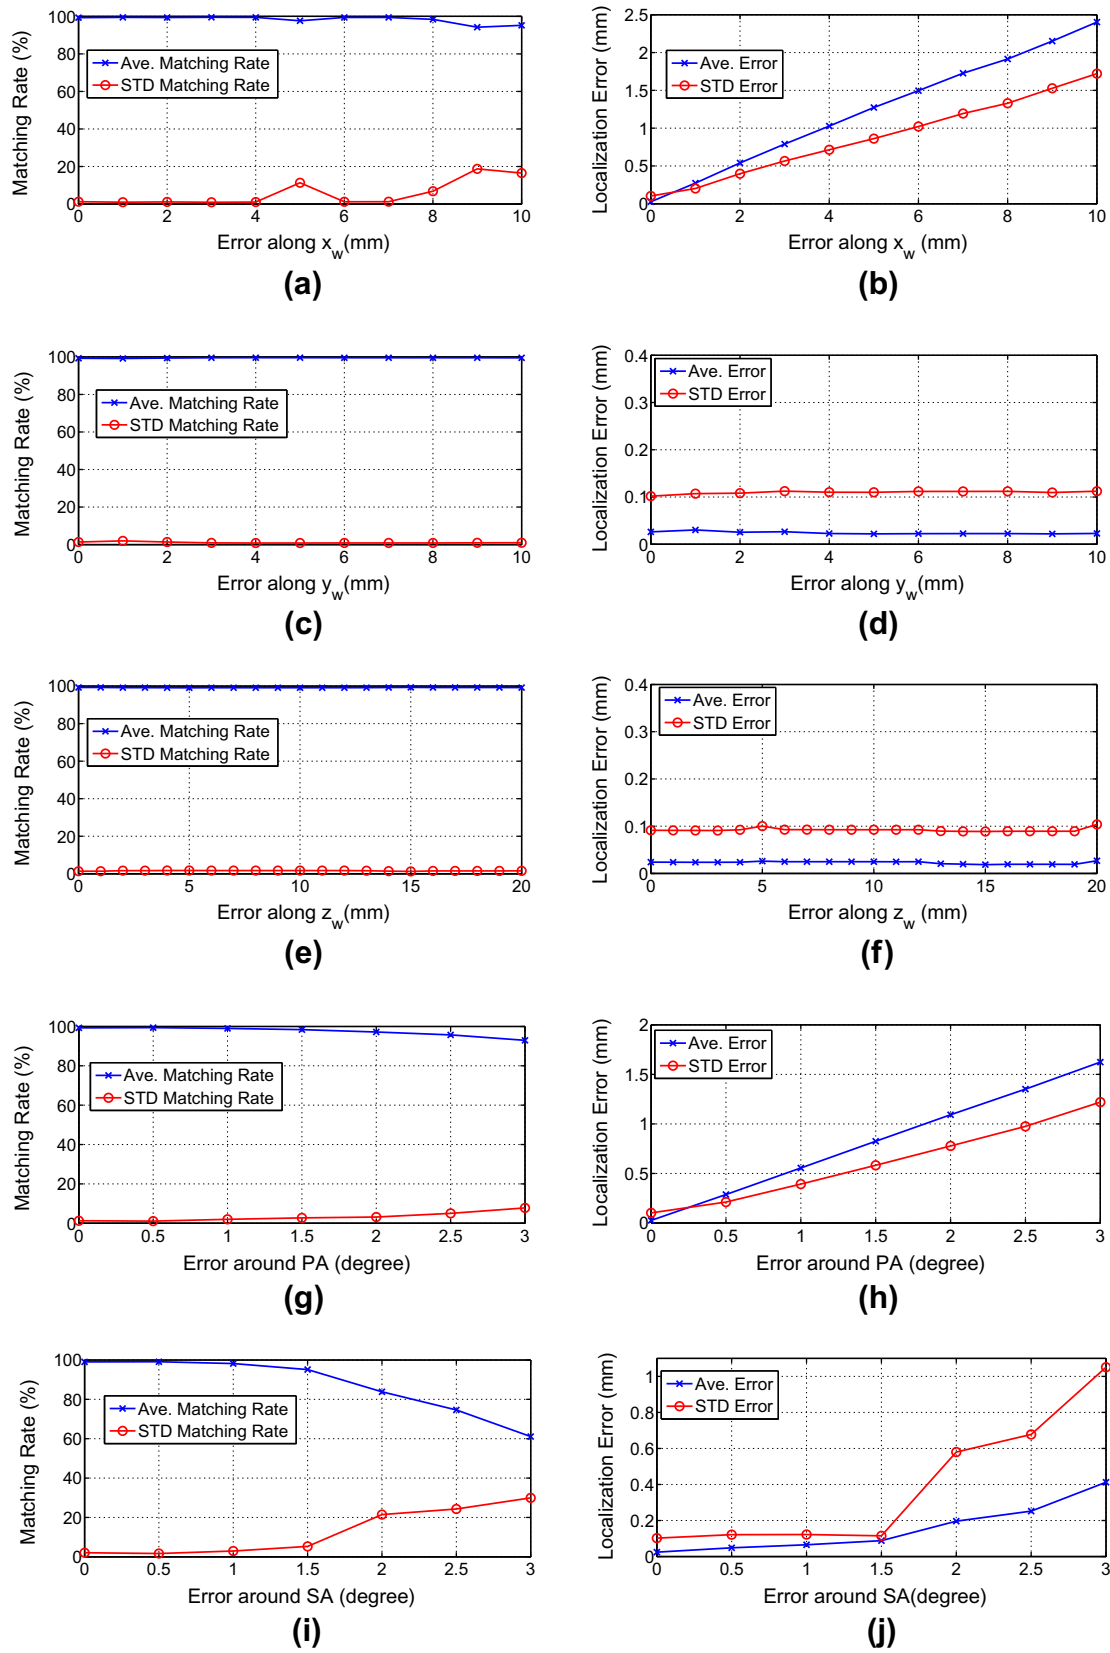 Matching Rate (%)
100
80
60
40
20
0
Ave. Matching Rate
STD Matching Rate
0 2 4 6 8 10
Error along x_w(mm)
(a)
Localization Error (mm)
2.5
2
1.5
1
0.5
0
Ave. Error
STD Error
0 2 4 6 8 10
Error along x_w (mm)
(b)
Matching Rate (%)
100
80
60
40
20
0
Ave. Matching Rate
STD Matching Rate
0 2 4 6 8 10
Error along y_w(mm)
(c)
Localization Error (mm)
0.4
0.3
0.2
0.1
0
Ave. Error
STD Error
0 2 4 6 8 10
Error along y_w(mm)
(d)
Matching Rate (%)
100
80
60
40
20
0
Ave. Matching Rate
STD Matching Rate
0 5 10 15 20
Error along z_w(mm)
(e)
Localization Error (mm)
0.4
0.3
0.2
0.1
0
Ave. Error
STD Error
0 5 10 15 20
Error along z_w (mm)
(f)
Matching Rate (%)
100
80
60
40
20
0
Ave. Matching Rate
STD Matching Rate
0 0.5 1 1.5 2 2.5 3
Error around PA (degree)
(g)
Localization Error (mm)
2
1.5
1
0.5
0
Ave. Error
STD Error
0 0.5 1 1.5 2 2.5 3
Error around PA (degree)
(h)
Matching Rate (%)
100
80
60
40
20
0
Ave. Matching Rate
STD Matching Rate
0 0.5 1 1.5 2 2.5 3
Error around SA (degree)
(i)
Localization Error (mm)
1
0.8
0.6
0.4
0.2
0
Ave. Error
STD Error
0 0.5 1 1.5 2 2.5 3
Error around SA(degree)
(j)